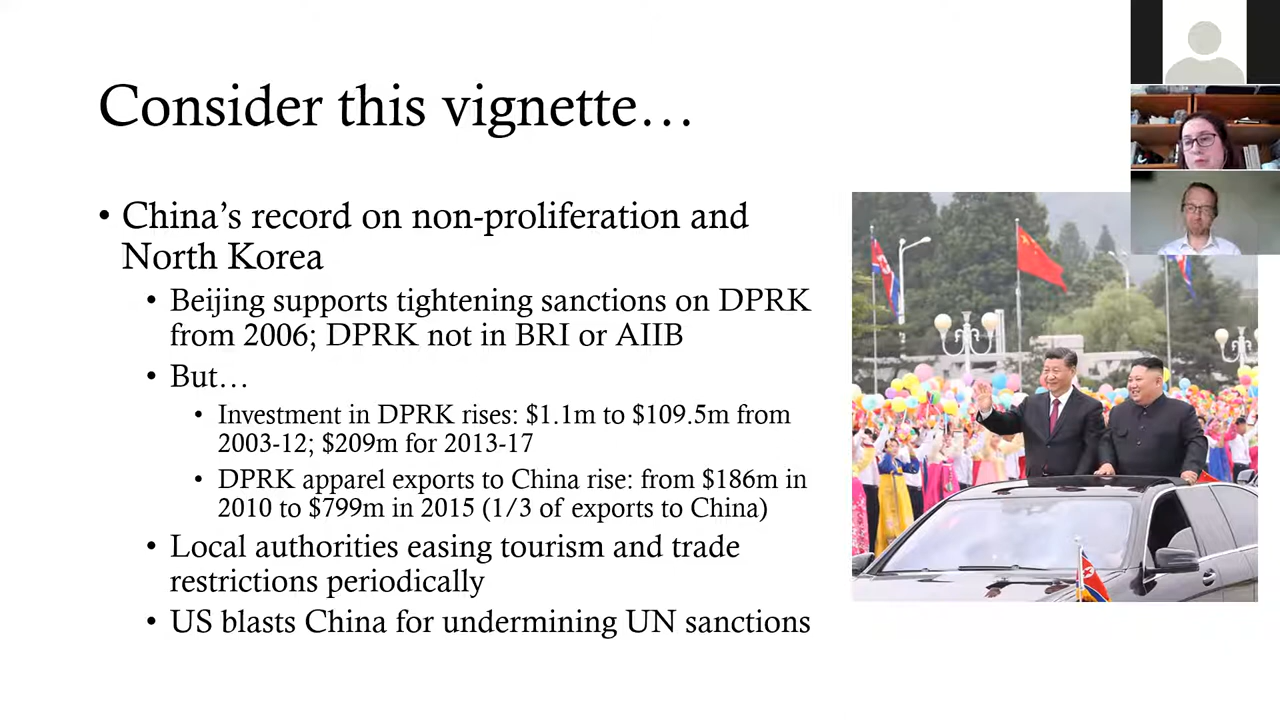 Consider this vignette…
• China’s record on non-proliferation and
North Korea
• Beijing supports tightening sanctions on DPRK
from 2006; DPRK not in BRI or AIIB
• But…
• Investment in DPRK rises: $1.1m to $109.5m from
2003-12; $209m for 2013-17
• DPRK apparel exports to China rise: from $186m in
2010 to $799m in 2015 (1/3 of exports to China)
• Local authorities easing tourism and trade
restrictions periodically
• US blasts China for undermining UN sanctions